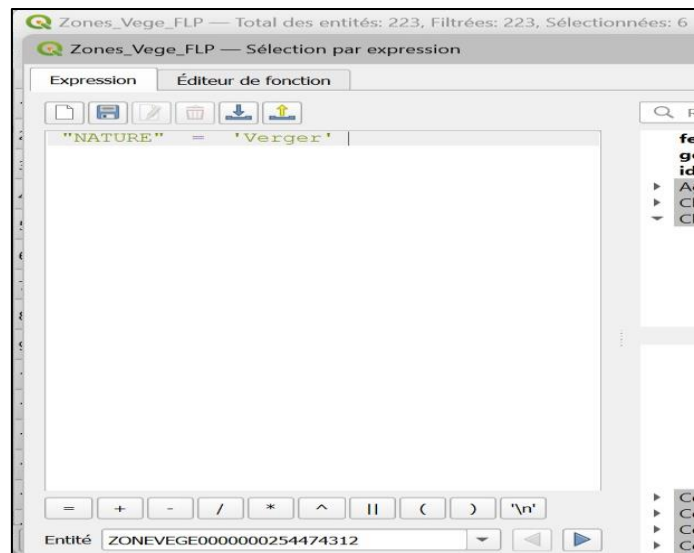 Zones_Vege_FLP — Total des entités: 223, Filtrées: 223, Sélectionnées: 6
Zones_Vege_FLP — Sélection par expression
Expression Éditeur de fonction
"NATURE" = 'Verger'
= + - / * ^ || ( ) '\n'
Entité ZONEVEGE0000000254474312